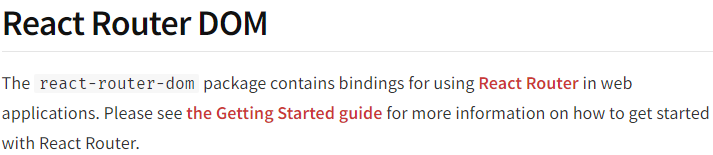 React Router DOM
The react-router-dom package contains bindings for using React Router in web
applications. Please see the Getting Started guide for more information on how to get started
with React Router.